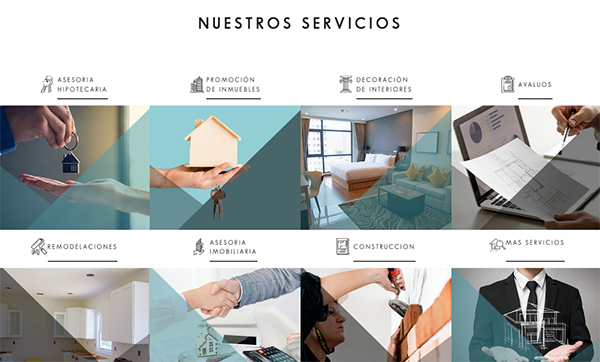 NUESTROS SERVICIOS
ASESORIA
HIPOTECARIA
PROMOCIÓN
DE INMUEBLES
DECORACIÓN
DE INTERIORES
AVALUOS
REMODELACIONES
ASESORIA
IMOBILIARIA
CONSTRUCCION
MAS SERVICIOS